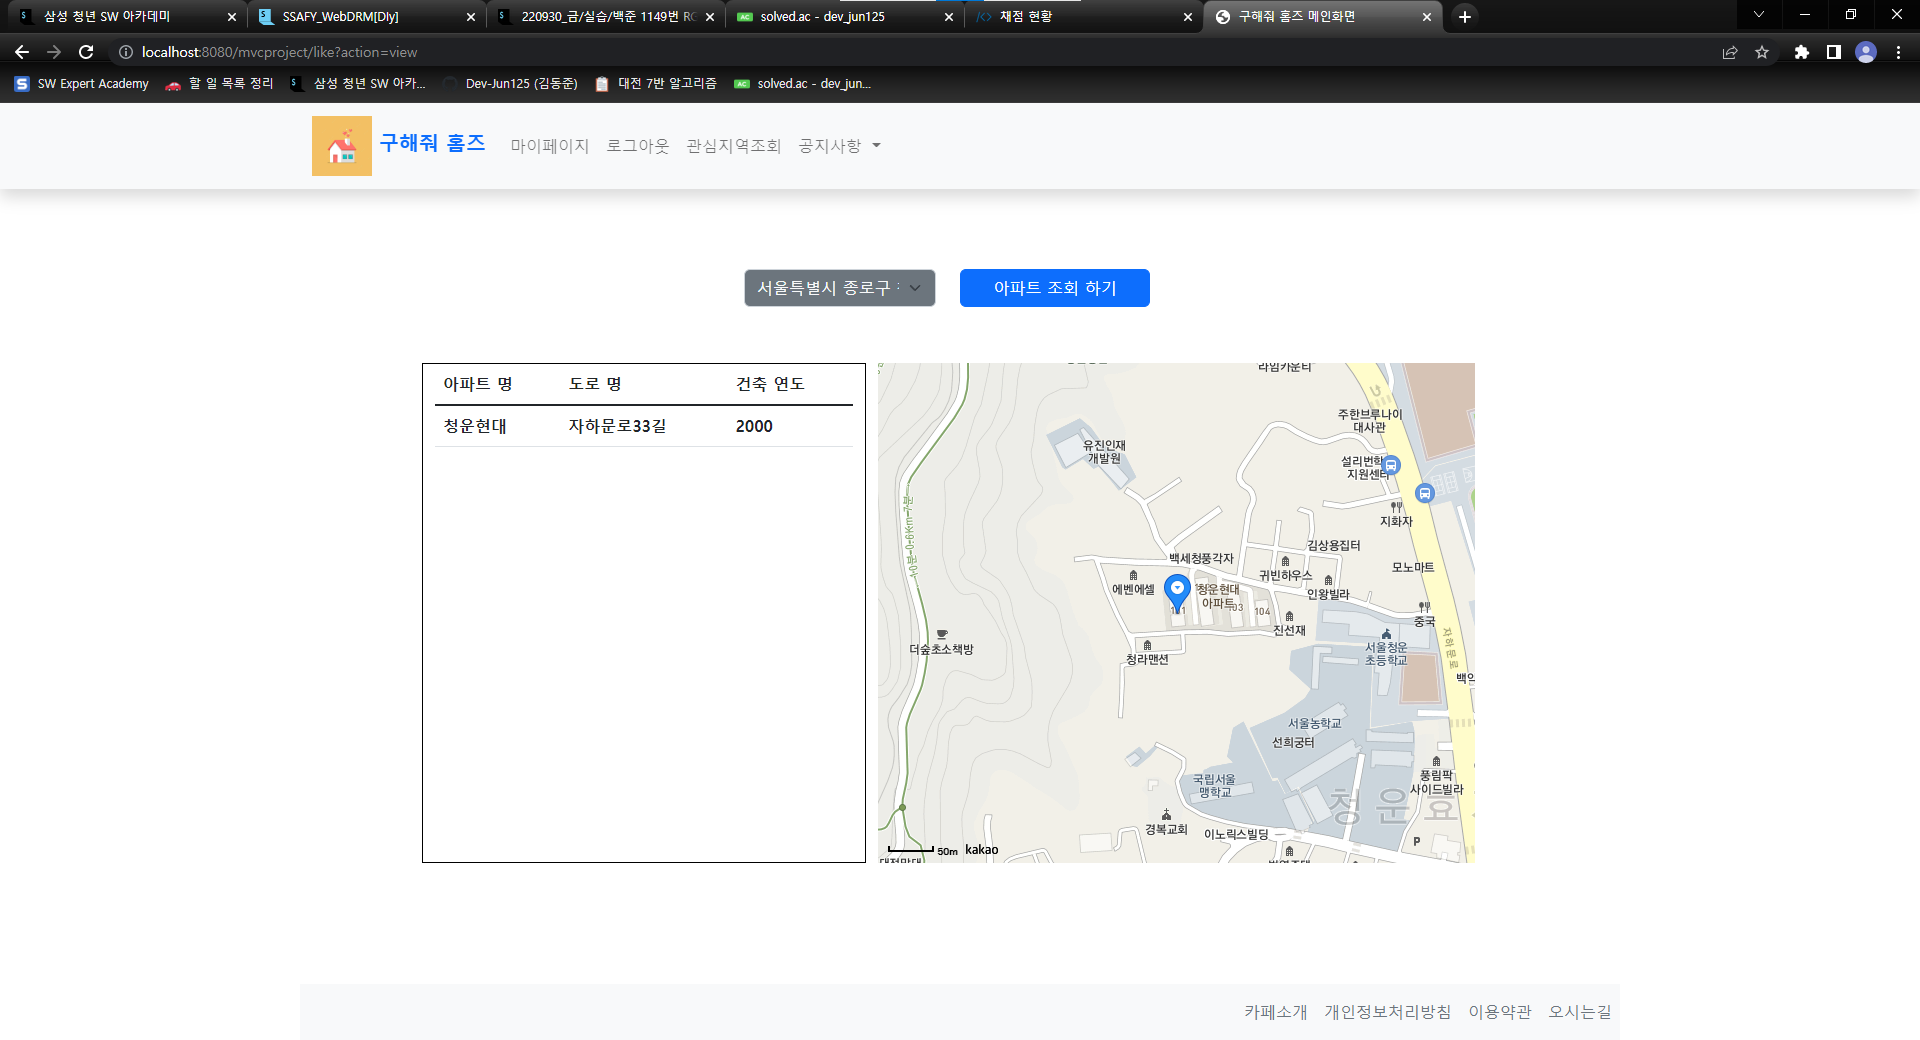 삼성 청년 SW 아카데미
SSAFY_WebDRM[Dly]
220930_금/실습/백준 1149번 RG
solved.ac - dev_jun125
채점 현황
구해줘 홈즈 메인화면
localhost:8080/mvcproject/like?action=view
SW Expert Academy
할 일 목록 정리
삼성 청년 SW 아카...
Dev-Jun125 (김동준)
대전 7반 알고리즘
solved.ac - dev_jun...
구해줘 홈즈
마이페이지
로그아웃
관심지역조회
공지사항
서울특별시 종로구
아파트 조회 하기
아파트 명 도로 명 건축 연도
청운현대 자하문로33길 2000
라임카운티
주한브루나이
대사관
유진인재
개발원
설리번학
지원센터
지화자
김상용집터
백세청풍각자
모노마트
귀빈하우스
에벤에셀
청운현대
아파트
인왕빌라
103
104
중국
진선재
자하문로
더숲초소책방
청라맨션
서울청운
초등학교
서울농학교
선희궁터
국립서울
맹학교
풍림팍
사이드빌라
청운효
경복교회
이노릭스빌딩
P
50m
kakao
카페소개
개인정보처리방침
이용약관
오시는길